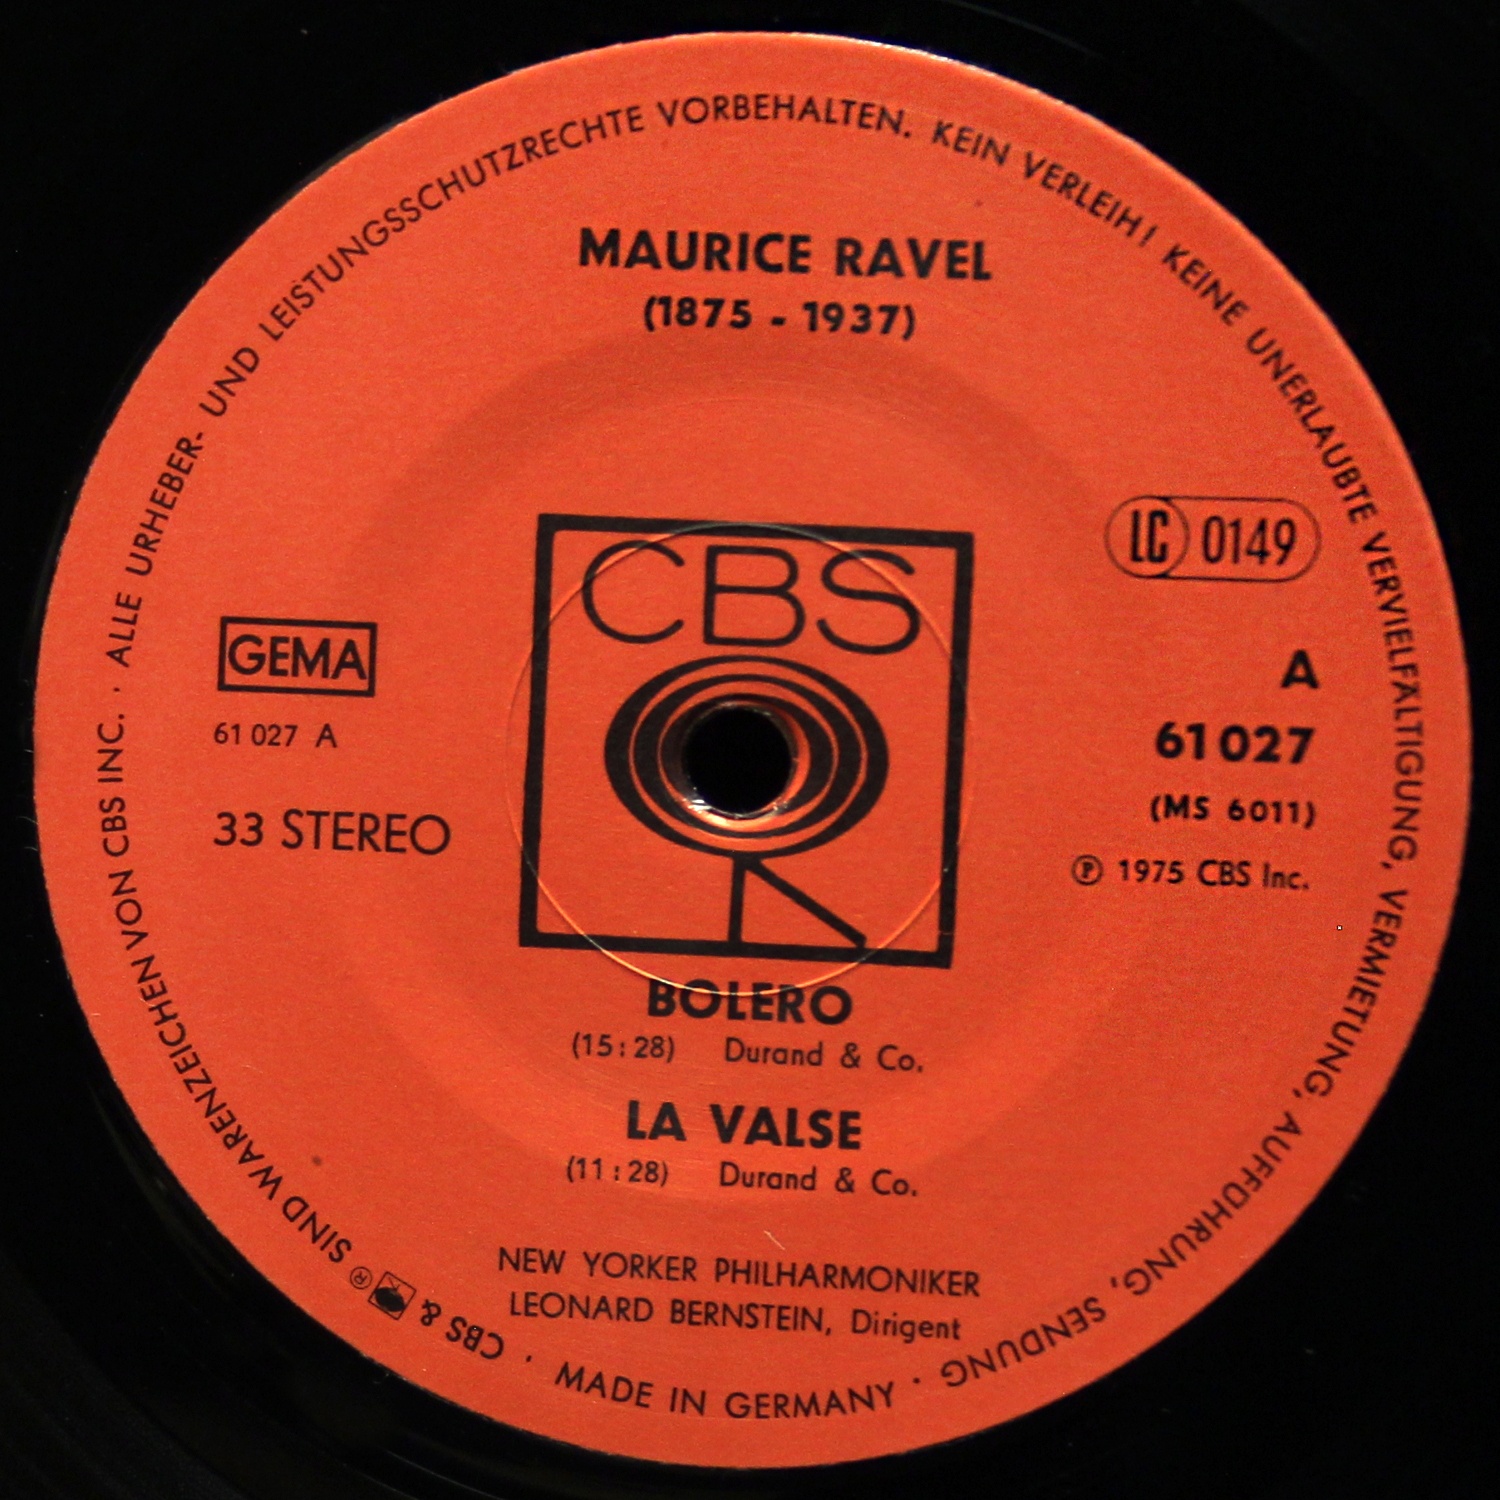 ALLE URHEBER- UND LEISTUNGSSCHUTZRECHTE VORBEHALTEN. KEIN VERLEIH! KEINE UNERLAUBTE VERVIELFÄLTIGUNG, VERMIETUNG, AUFFÜHRUNG, SENDUNG · MADE IN GERMANY · CBS & ® SIND WARENZEICHEN VON CBS INC. ·
MAURICE RAVEL
(1875 - 1937)
LC 0149
CBS
GEMA
61 027 A
33 STEREO
A
61 027
(MS 6011)
℗ 1975 CBS Inc.
BOLERO
(15:28) Durand & Co.
LA VALSE
(11:28) Durand & Co.
NEW YORKER PHILHARMONIKER
LEONARD BERNSTEIN, Dirigent